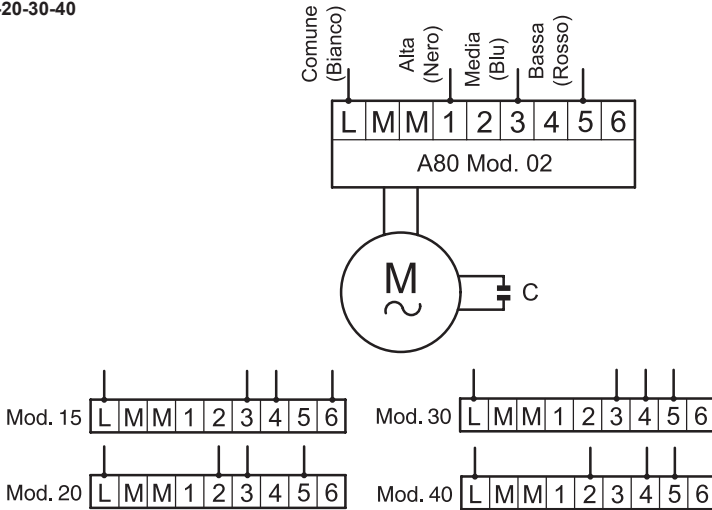 -20-30-40
Comune
(Bianco)
Alta
(Nero)
Media
(Blu)
Bassa
(Rosso)
L M M 1 2 3 4 5 6
A80 Mod. 02
M
C
Mod. 15 L M M 1 2 3 4 5 6
Mod. 30 L M M 1 2 3 4 5 6
Mod. 20 L M M 1 2 3 4 5 6
Mod. 40 L M M 1 2 3 4 5 6